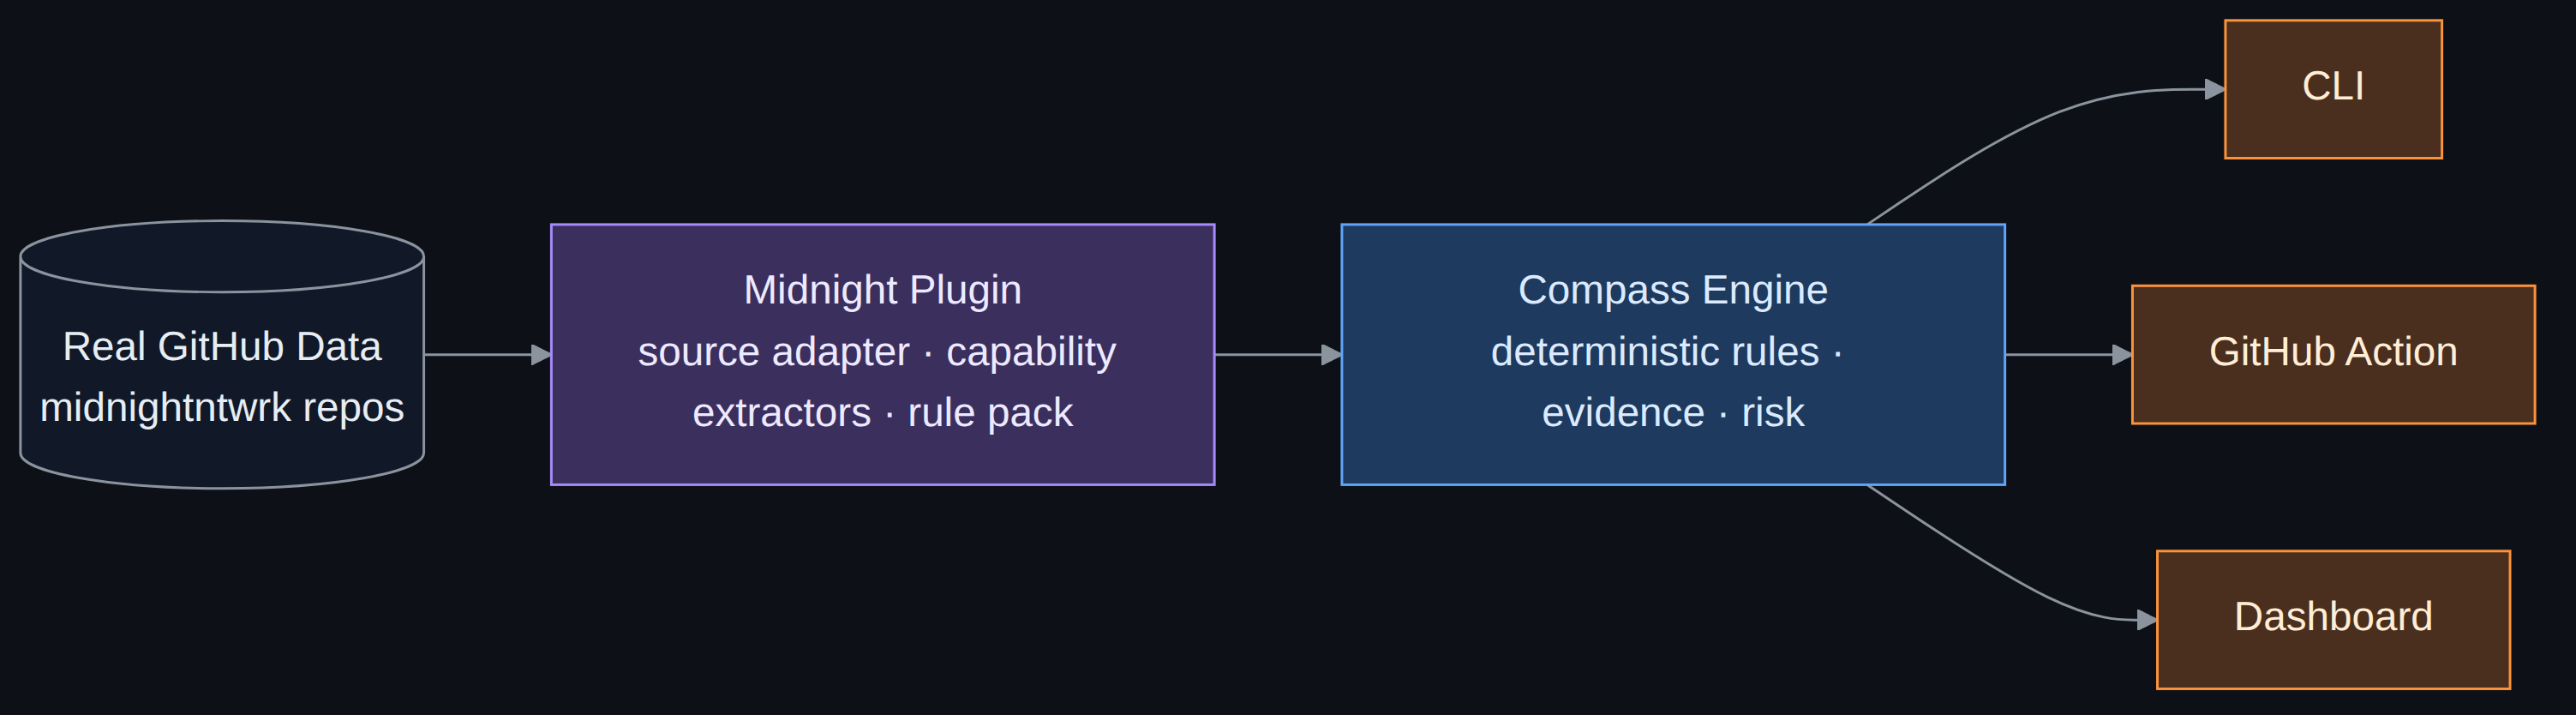 Real GitHub Data
midnightntwrk repos
Midnight Plugin
source adapter · capability
extractors · rule pack
Compass Engine
deterministic rules ·
evidence · risk
CLI
GitHub Action
Dashboard